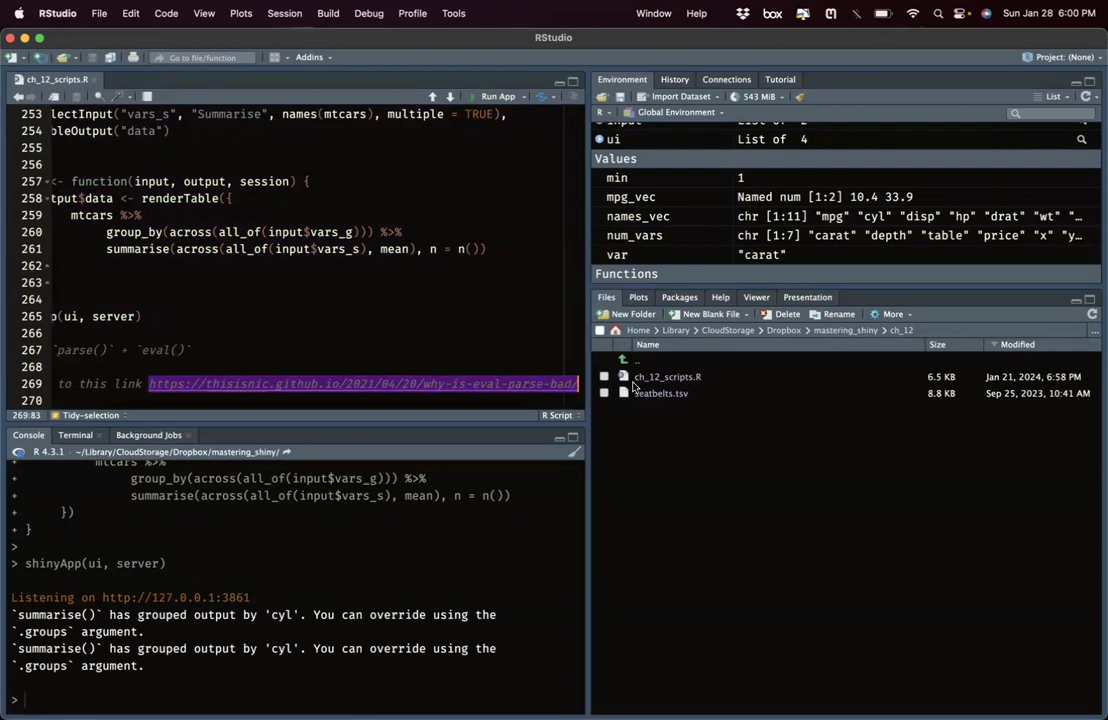 RStudio File Edit Code View Plots Session Build Debug Profile Tools Window Help box Sun Jan 28 6:00 PM
RStudio
Go to file/function Addins Project: (None)
ch_12_scripts.R
Run App
253 lectInput("vars_s", "Summarise", names(mtcars), multiple = TRUE),
254 bleOutput("data")
255
256
257 <- function(input, output, session) {
258 tput$data <- renderTable({
259 mtcars %>%
260 group_by(across(all_of(input$vars_g))) %>%
261 summarise(across(all_of(input$vars_s), mean), n = n())
262
263
264
265 p(ui, server)
266
267 `parse()` + `eval()`
268
269 to this link https://thisisnic.github.io/2021/04/20/why-is-eval-parse-bad/
270
269:83 Tidy-selection R Script
Console Terminal Background Jobs
R 4.3.1 · ~/Library/CloudStorage/Dropbox/mastering_shiny/
+ mtcars %>%
+ group_by(across(all_of(input$vars_g))) %>%
+ summarise(across(all_of(input$vars_s), mean), n = n())
+ })
+ }
>
> shinyApp(ui, server)
Listening on http://127.0.0.1:3861
`summarise()` has grouped output by 'cyl'. You can override using the
`.groups` argument.
`summarise()` has grouped output by 'cyl'. You can override using the
`.groups` argument.
>
Environment History Connections Tutorial
Import Dataset 543 MiB List
R Global Environment
input List of 2
ui List of 4
Values
min 1
mpg_vec Named num [1:2] 10.4 33.9
names_vec chr [1:11] "mpg" "cyl" "disp" "hp" "drat" "wt" "…
num_vars chr [1:7] "carat" "depth" "table" "price" "x" "y…
var "carat"
Functions
Files Plots Packages Help Viewer Presentation
New Folder New Blank File Delete Rename More
Home Library CloudStorage Dropbox mastering_shiny ch_12 ...
Name Size Modified
..
ch_12_scripts.R 6.5 KB Jan 21, 2024, 6:58 PM
seatbelts.tsv 8.8 KB Sep 25, 2023, 10:41 AM